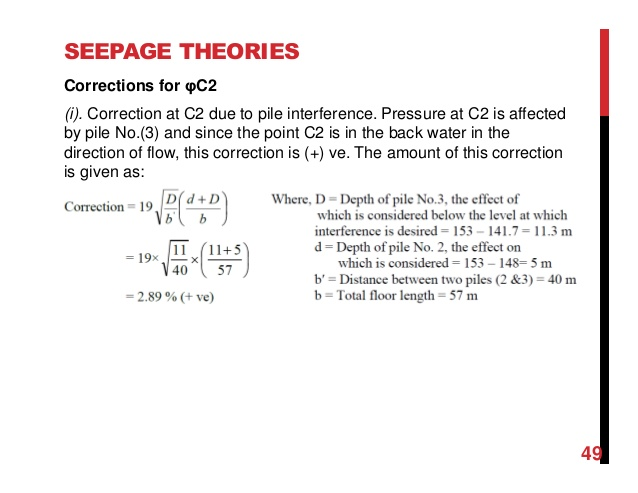 SEEPAGE THEORIES
Corrections for φC2
(i). Correction at C2 due to pile interference. Pressure at C2 is affected
by pile No.(3) and since the point C2 is in the back water in the
direction of flow, this correction is (+) ve. The amount of this correction
is given as:
Correction = 19 √(D/b') ((d + D)/b)
= 19× √(11/40) × ((11+5)/57)
= 2.89 % (+ ve)
Where, D = Depth of pile No.3, the effect of
which is considered below the level at which
interference is desired = 153 – 141.7 = 11.3 m
d = Depth of pile No. 2, the effect on
which is considered = 153 – 148= 5 m
b' = Distance between two piles (2 &3) = 40 m
b = Total floor length = 57 m
49